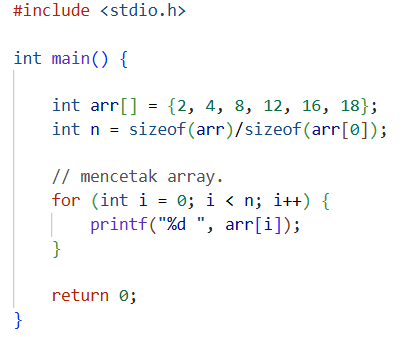 #include <stdio.h>
int main() {
int arr[] = {2, 4, 8, 12, 16, 18};
int n = sizeof(arr)/sizeof(arr[0]);
// mencetak array.
for (int i = 0; i < n; i++) {
printf("%d ", arr[i]);
}
return 0;
}